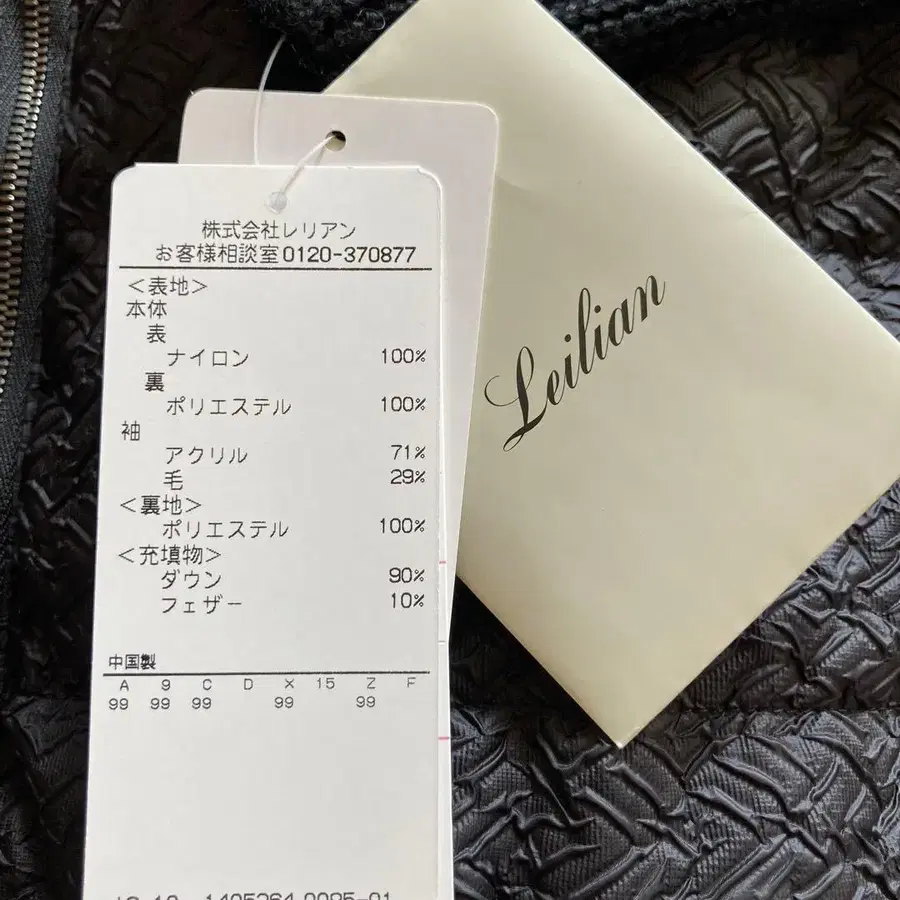 株式会社レリアン
お客様相談室0120-370877
<表地>
本体
表
ナイロン 100%
裏
ポリエステル 100%
袖
アクリル 71%
毛 29%
<裏地>
ポリエステル 100%
<充填物>
ダウン 90%
フェザー 10%
中国製
A 9 C D X 15 Z F
99 99 99 99 99
Leilian